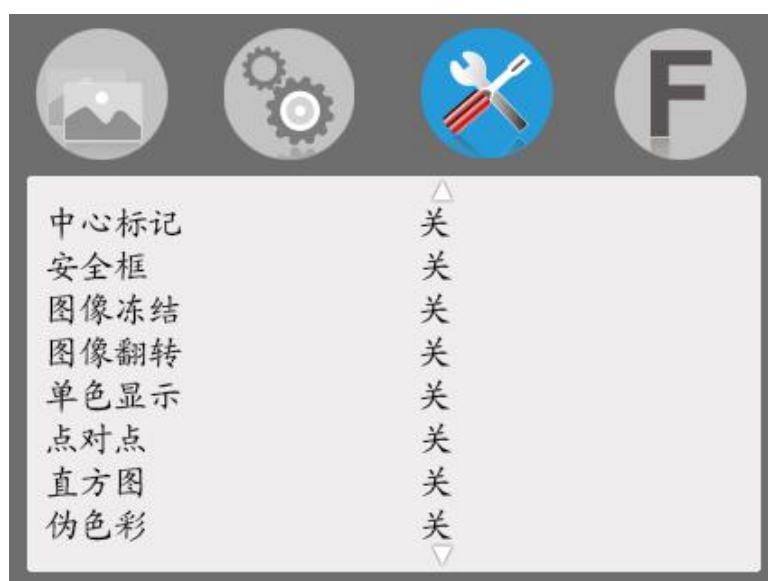 F
中心标记 关
安全框 关
图像冻结 关
图像翻转 关
单色显示 关
点对点 关
直方图 关
伪色彩 关